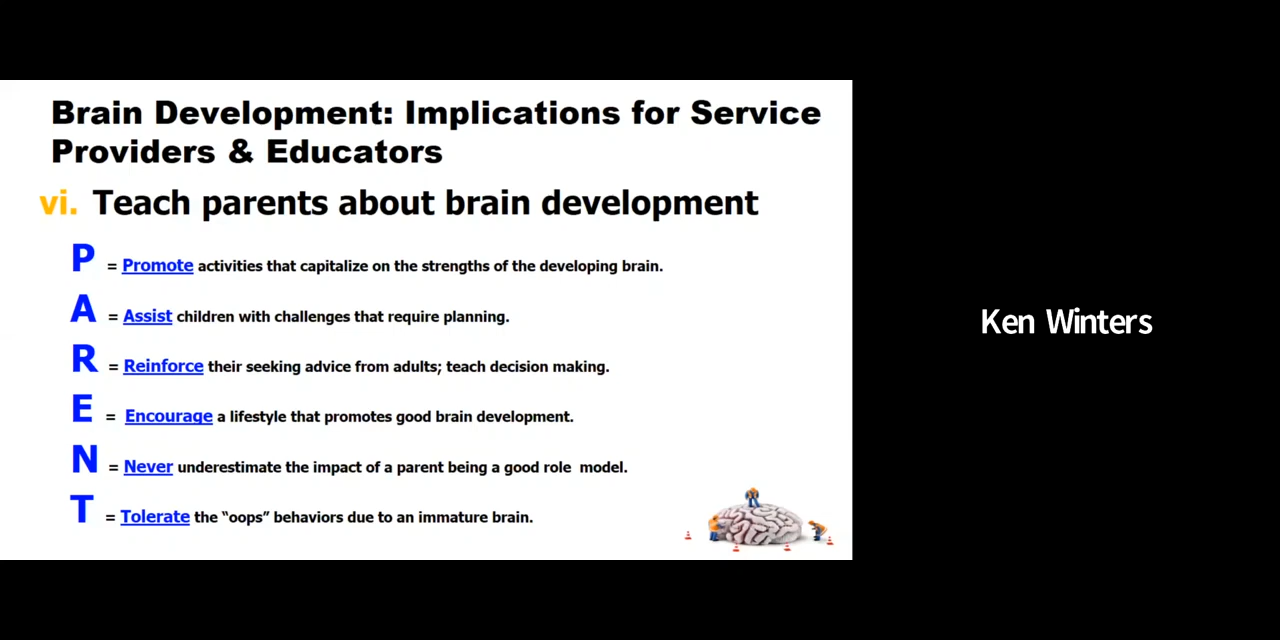 Brain Development: Implications for Service
Providers & Educators
vi. Teach parents about brain development
P = Promote activities that capitalize on the strengths of the developing brain.
A = Assist children with challenges that require planning.
R = Reinforce their seeking advice from adults; teach decision making.
E = Encourage a lifestyle that promotes good brain development.
N = Never underestimate the impact of a parent being a good role model.
T = Tolerate the “oops” behaviors due to an immature brain.
Ken Winters